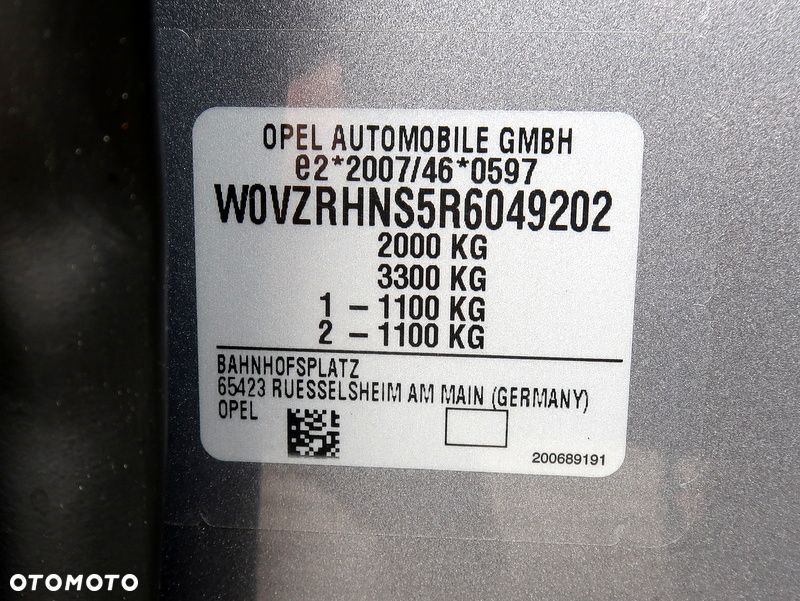 OPEL AUTOMOBILE GMBH
e2*2007/46*0597
W0VZRHNS5R6049202
2000 KG
3300 KG
1 – 1100 KG
2 – 1100 KG
BAHNHOFSPLATZ
65423 RUESSELSHEIM AM MAIN (GERMANY)
OPEL
200689191
OTOMOTO